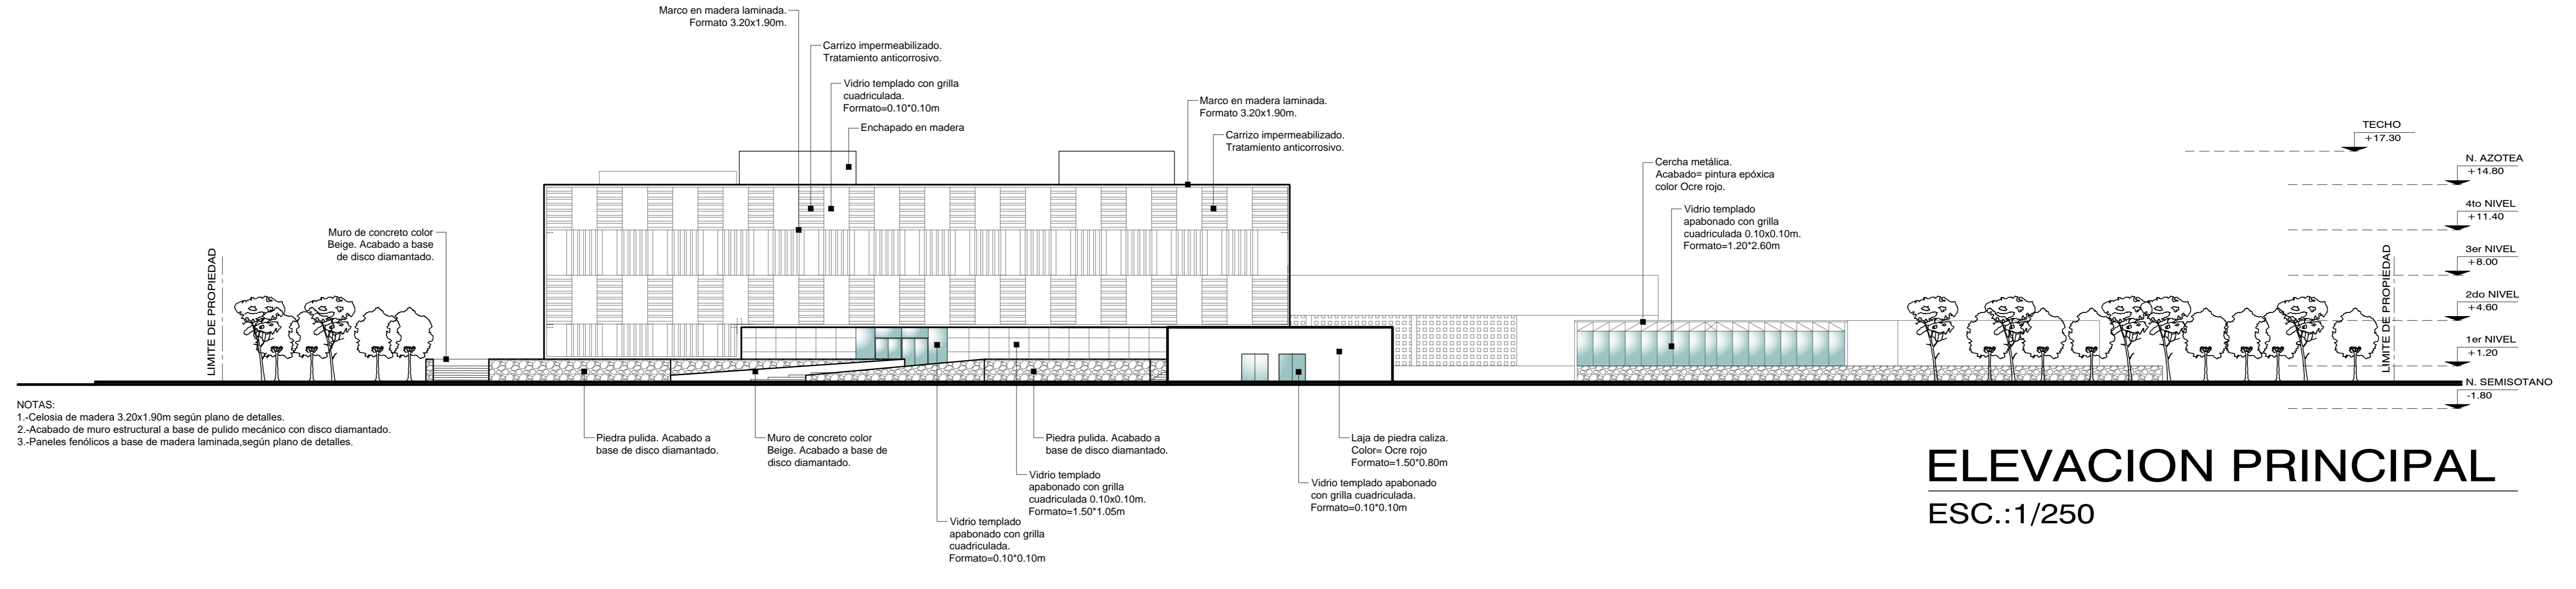 Marco en madera laminada.
Formato 3.20x1.90m.
Carrizo impermeabilizado.
Tratamiento anticorrosivo.
Vidrio templado con grilla
cuadriculada.
Formato=0.10*0.10m
Enchapado en madera
Marco en madera laminada.
Formato 3.20x1.90m.
Carrizo impermeabilizado.
Tratamiento anticorrosivo.
Cercha metálica.
Acabado= pintura epóxica
color Ocre rojo.
Vidrio templado
apabonado con grilla
cuadriculada 0.10x0.10m.
Formato=1.20*2.60m
TECHO
+17.30
N. AZOTEA
+14.80
4to NIVEL
+11.40
3er NIVEL
+8.00
2do NIVEL
+4.60
1er NIVEL
+1.20
N. SEMISOTANO
-1.80
LIMITE DE PROPIEDAD
Muro de concreto color
Beige. Acabado a base
de disco diamantado.
LIMITE DE PROPIEDAD
NOTAS:
1.-Celosia de madera 3.20x1.90m según plano de detalles.
2.-Acabado de muro estructural a base de pulido mecánico con disco diamantado.
3.-Paneles fenólicos a base de madera laminada,según plano de detalles.
Piedra pulida. Acabado a
base de disco diamantado.
Muro de concreto color
Beige. Acabado a base de
disco diamantado.
Piedra pulida. Acabado a
base de disco diamantado.
Vidrio templado
apabonado con grilla
cuadriculada 0.10x0.10m.
Formato=1.50*1.05m
Vidrio templado
apabonado con grilla
cuadriculada.
Formato=0.10*0.10m
Laja de piedra caliza.
Color= Ocre rojo
Formato=1.50*0.80m
Vidrio templado apabonado
con grilla cuadriculada.
Formato=0.10*0.10m
ELEVACION PRINCIPAL
ESC.:1/250